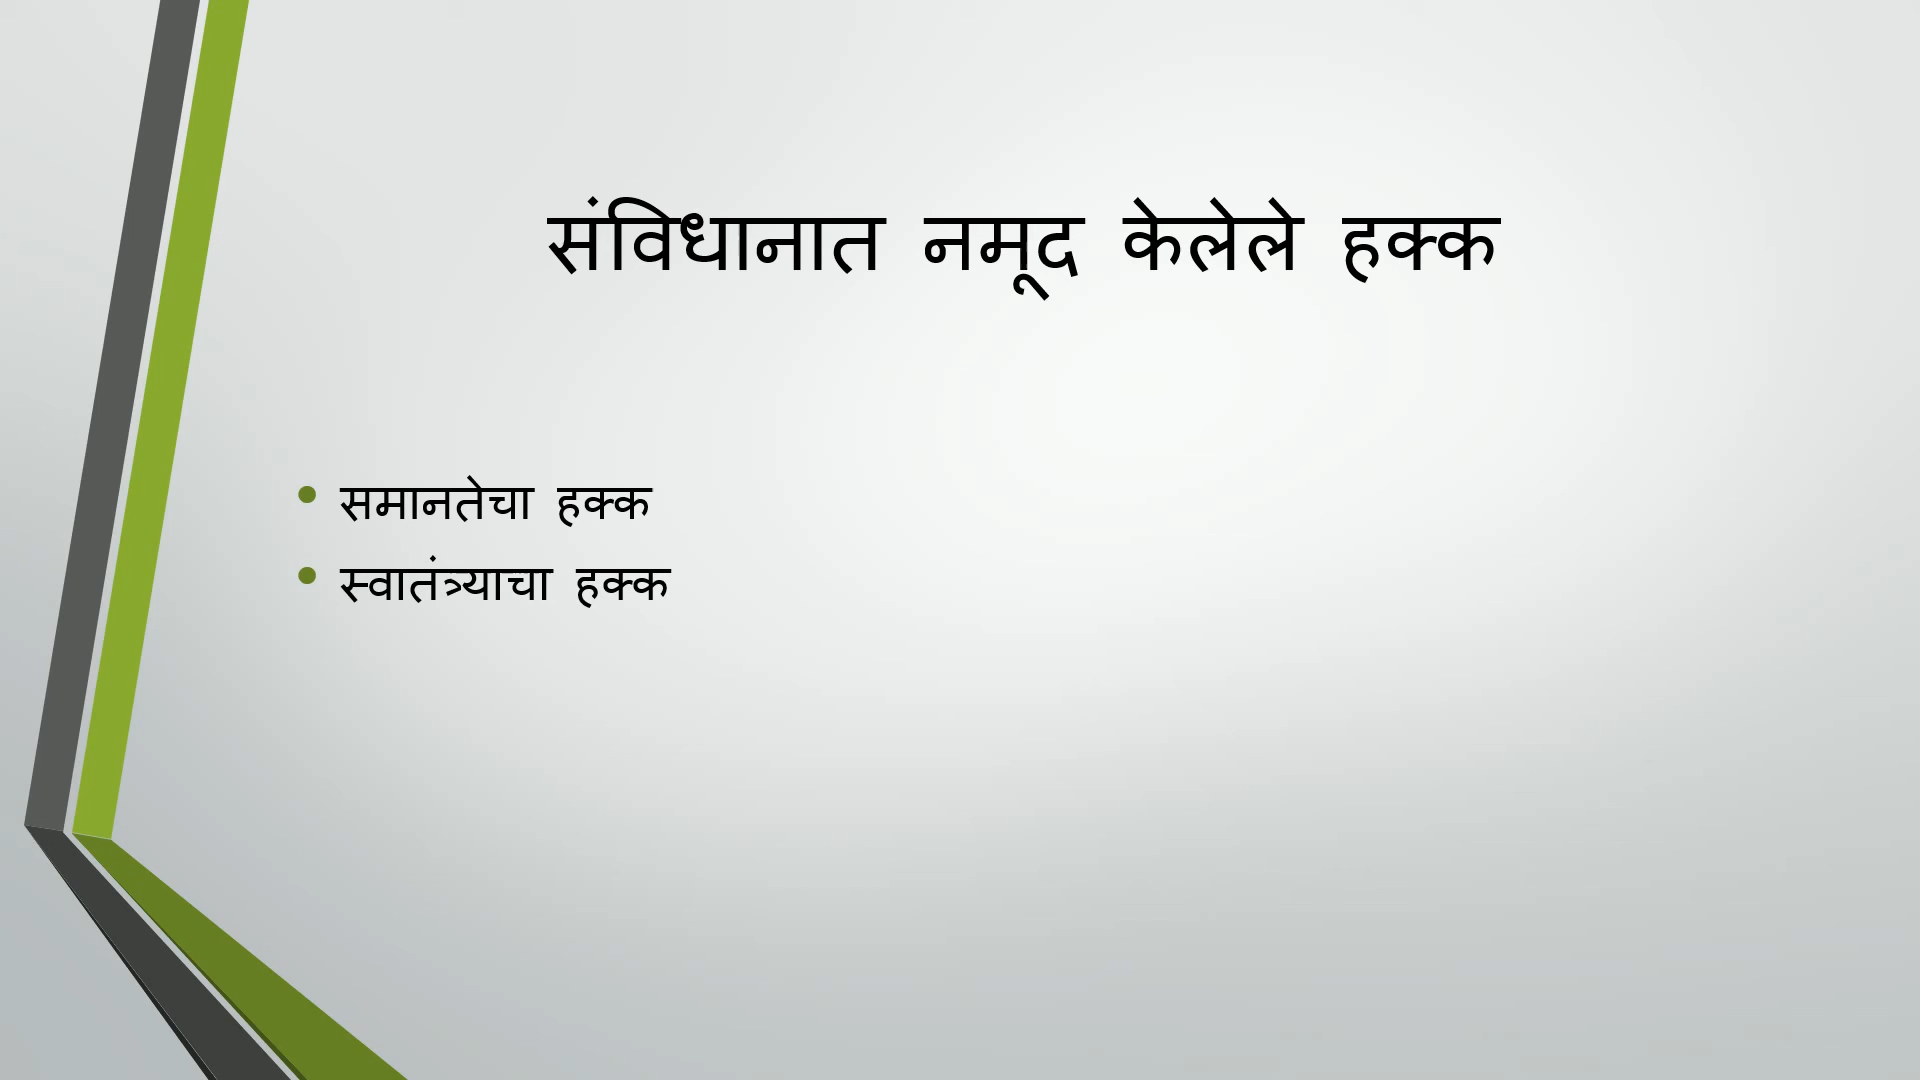 संविधानात नमूद केलेले हक्क
समानतेचा हक्क
स्वातंत्र्याचा हक्क